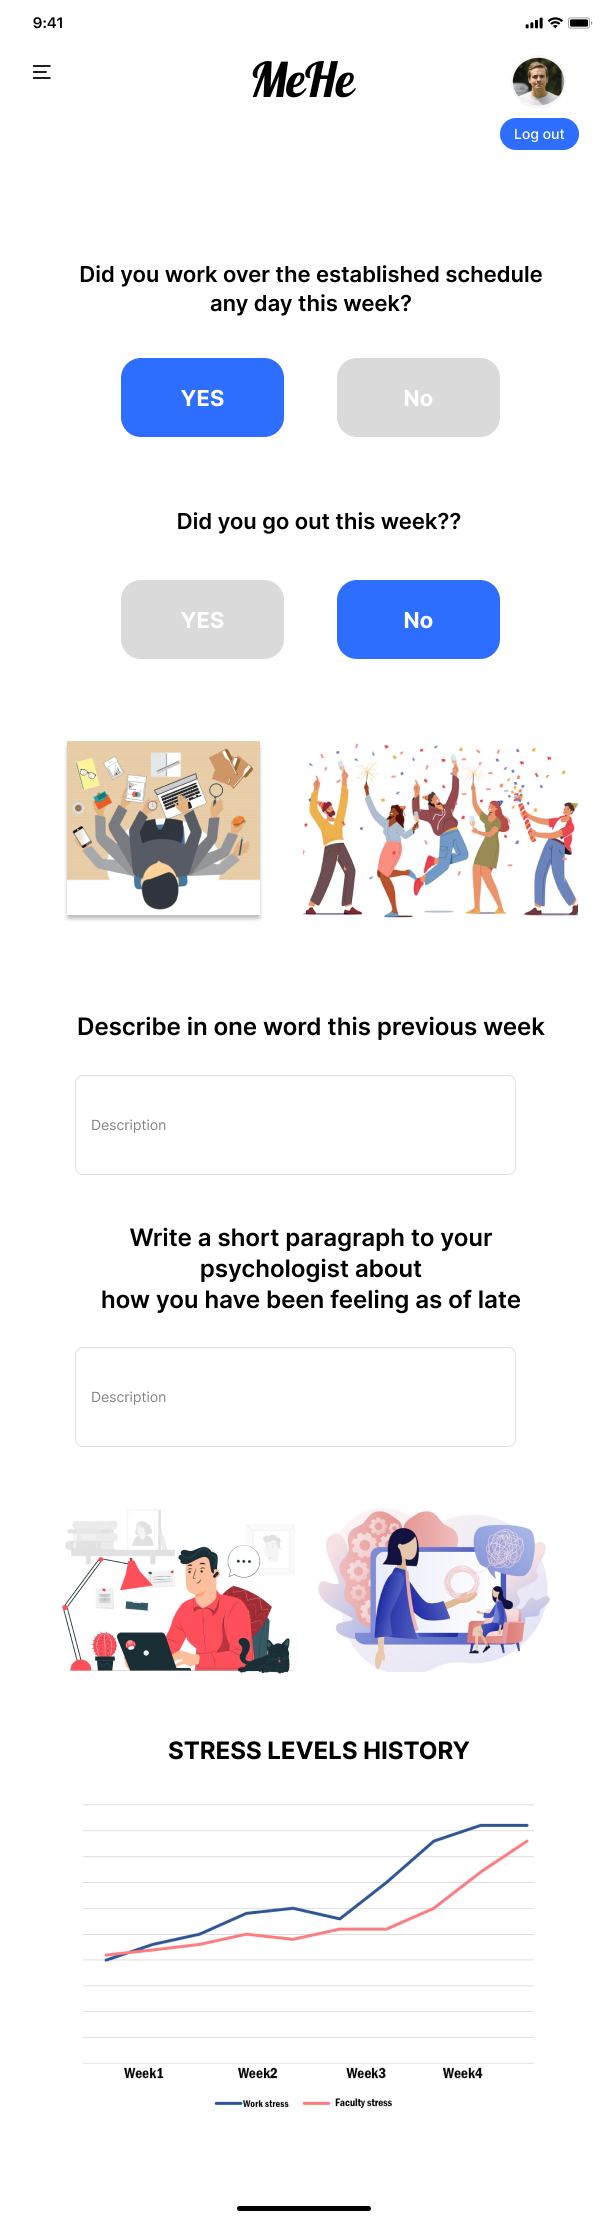 9:41
MeHe
Log out
Did you work over the established schedule
any day this week?
YES
No
Did you go out this week??
YES
No
Describe in one word this previous week
Description
Write a short paragraph to your
psychologist about
how you have been feeling as of late
Description
STRESS LEVELS HISTORY
Week1
Week2
Week3
Week4
Work stress
Faculty stress